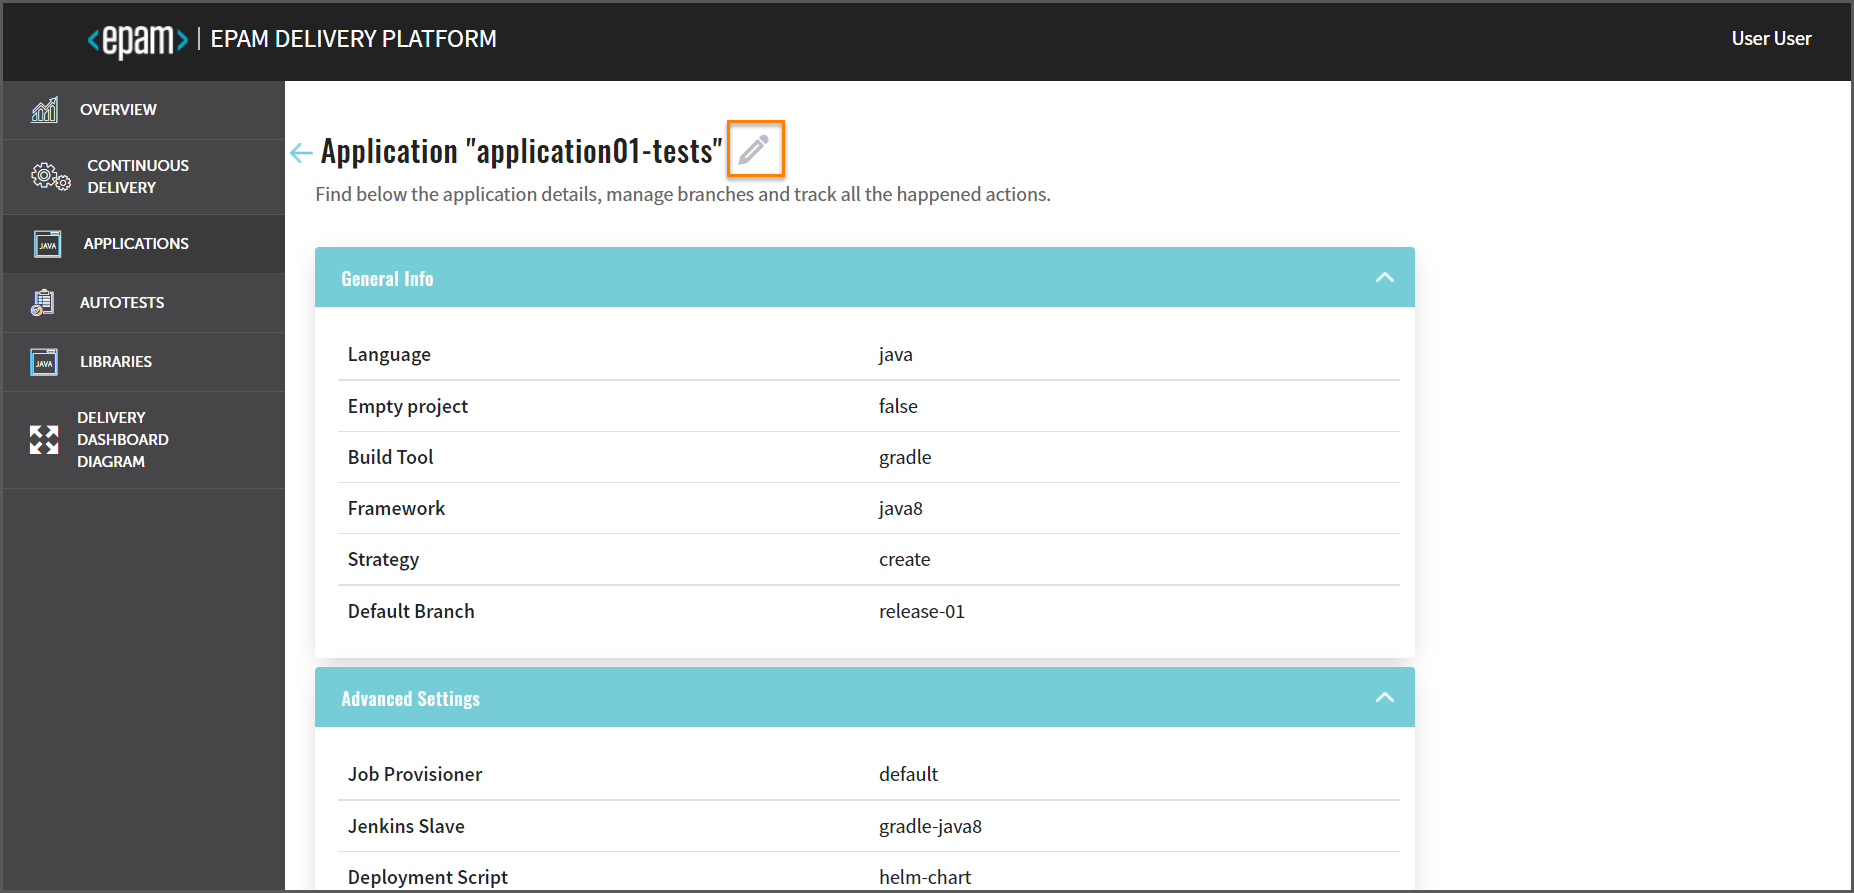 <epam> | EPAM DELIVERY PLATFORM
User User
OVERVIEW
CONTINUOUS
DELIVERY
JAVA APPLICATIONS
AUTOTESTS
JAVA LIBRARIES
DELIVERY
DASHBOARD
DIAGRAM
Application "application01-tests"
Find below the application details, manage branches and track all the happened actions.
General Info
Language java
Empty project false
Build Tool gradle
Framework java8
Strategy create
Default Branch release-01
Advanced Settings
Job Provisioner default
Jenkins Slave gradle-java8
Deployment Script helm-chart